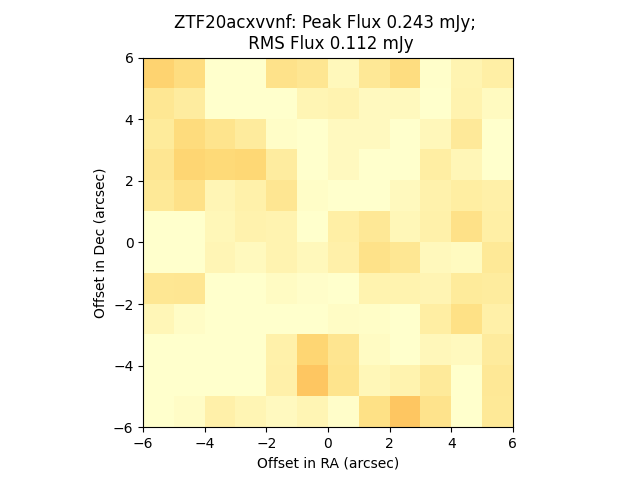 ZTF20acxvvnf: Peak Flux 0.243 mJy;
RMS Flux 0.112 mJy
6
4
2
0
−2
−4
−6
Offset in Dec (arcsec)
−6 −4 −2 0 2 4 6
Offset in RA (arcsec)